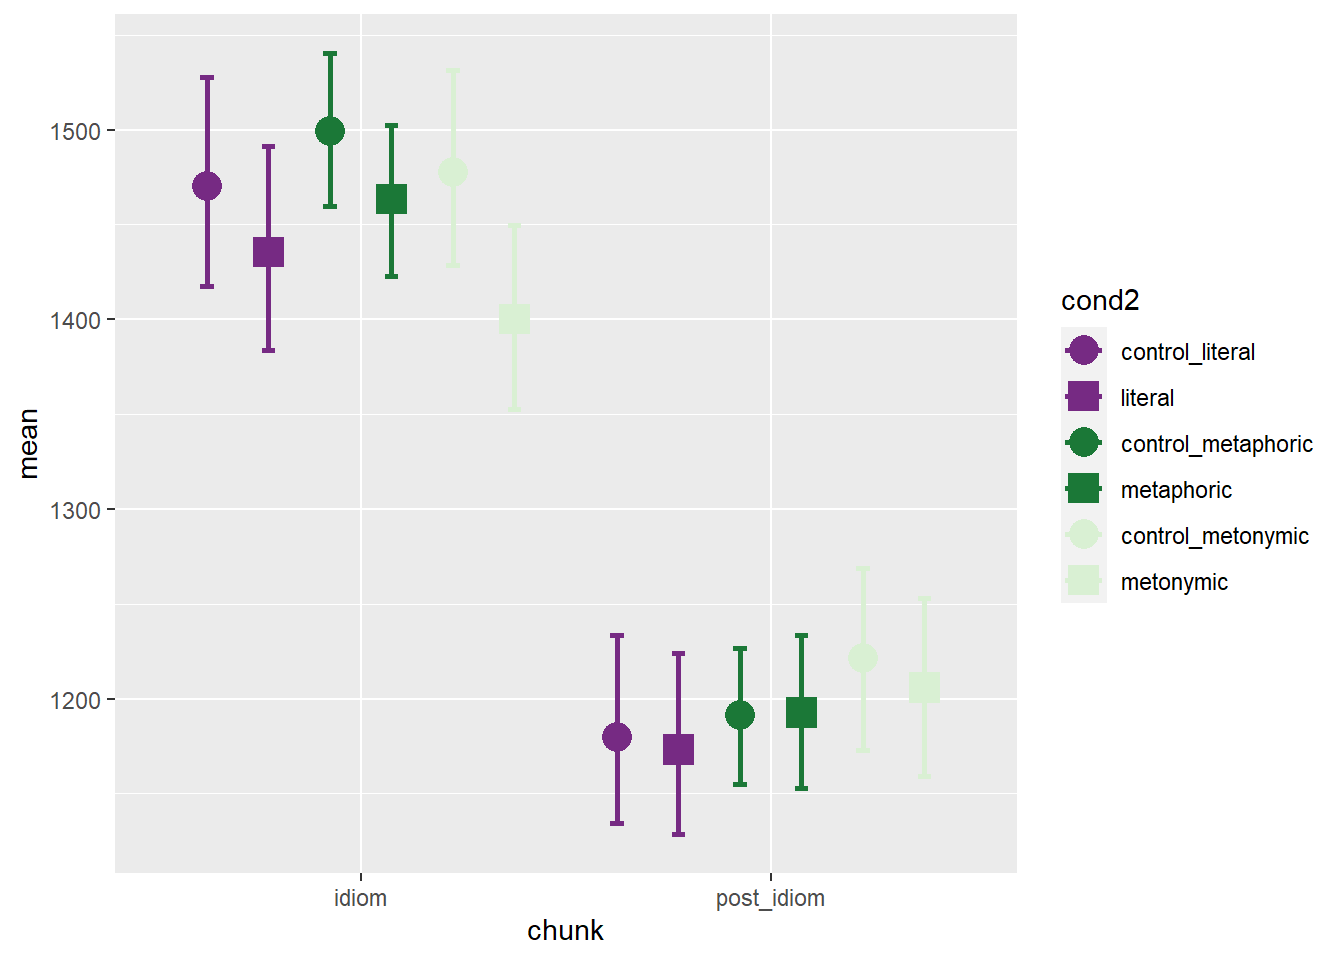 mean
1500
1400
1300
1200
idiom
post_idiom
chunk
cond2
control_literal
literal
control_metaphoric
metaphoric
control_metonymic
metonymic